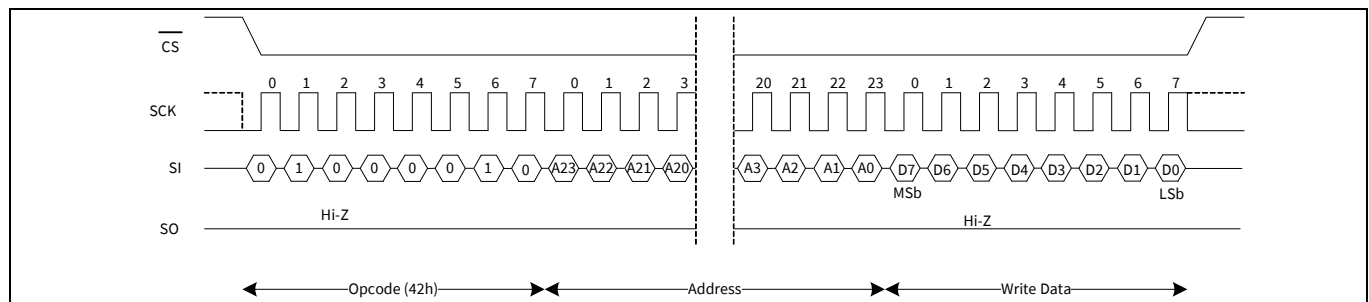 CS
0 1 2 3 4 5 6 7 0 1 2 3 20 21 22 23 0 1 2 3 4 5 6 7
SCK
SI 0 1 0 0 0 0 1 0 A23 A22 A21 A20 A3 A2 A1 A0 D7 D6 D5 D4 D3 D2 D1 D0
MSb LSb
Hi-Z Hi-Z
SO
Opcode (42h) Address Write Data